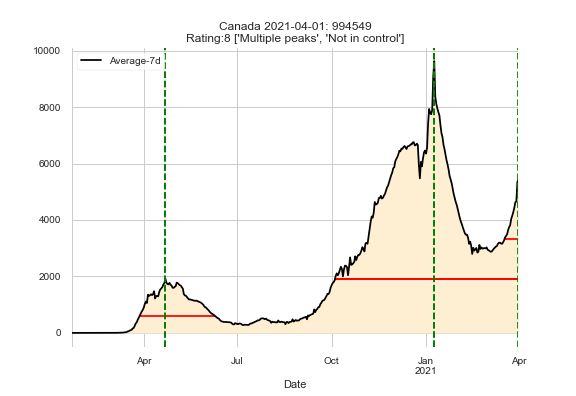 Canada 2021-04-01: 994549
Rating:8 ['Multiple peaks', 'Not in control']
Average-7d
10000
8000
6000
4000
2000
0
Apr Jul Oct Jan Apr
2021
Date